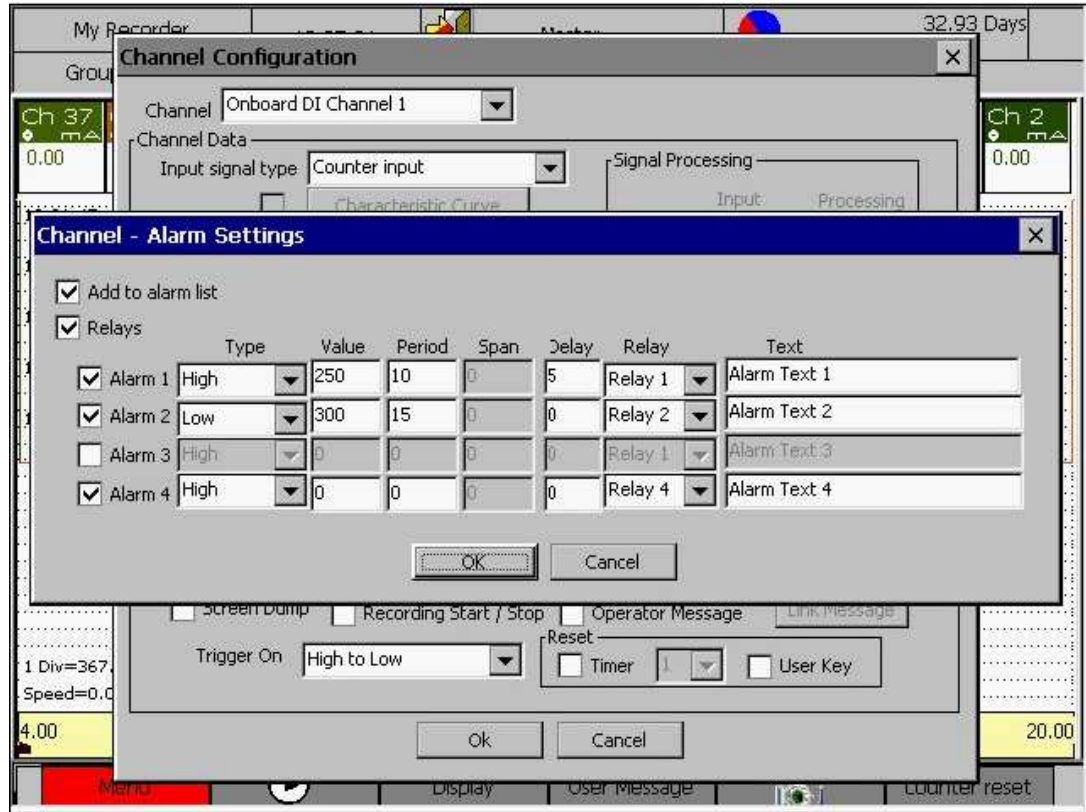 My Recorder
32.93 Days
Channel Configuration
Channel Onboard DI Channel 1
Ch 37
mA
0.00
Ch 2
mA
0.00
Channel Data
Input signal type Counter input
Signal Processing
Characteristic Curve
Input Processing
Channel - Alarm Settings
Add to alarm list
Relays
Type Value Period Span Delay Relay Text
Alarm 1 High 250 10 0 5 Relay 1 Alarm Text 1
Alarm 2 Low 300 15 0 0 Relay 2 Alarm Text 2
Alarm 3 High 0 0 0 0 Relay 1 Alarm Text 3
Alarm 4 High 0 0 0 0 Relay 4 Alarm Text 4
OK Cancel
Screen Dump Recording Start / Stop Operator Message Link Message
Reset
Trigger On High to Low Timer 1 User Key
1 Div=367.
Speed=0.0
4.00 20.00
Ok Cancel
Menu Display User Message Counter reset